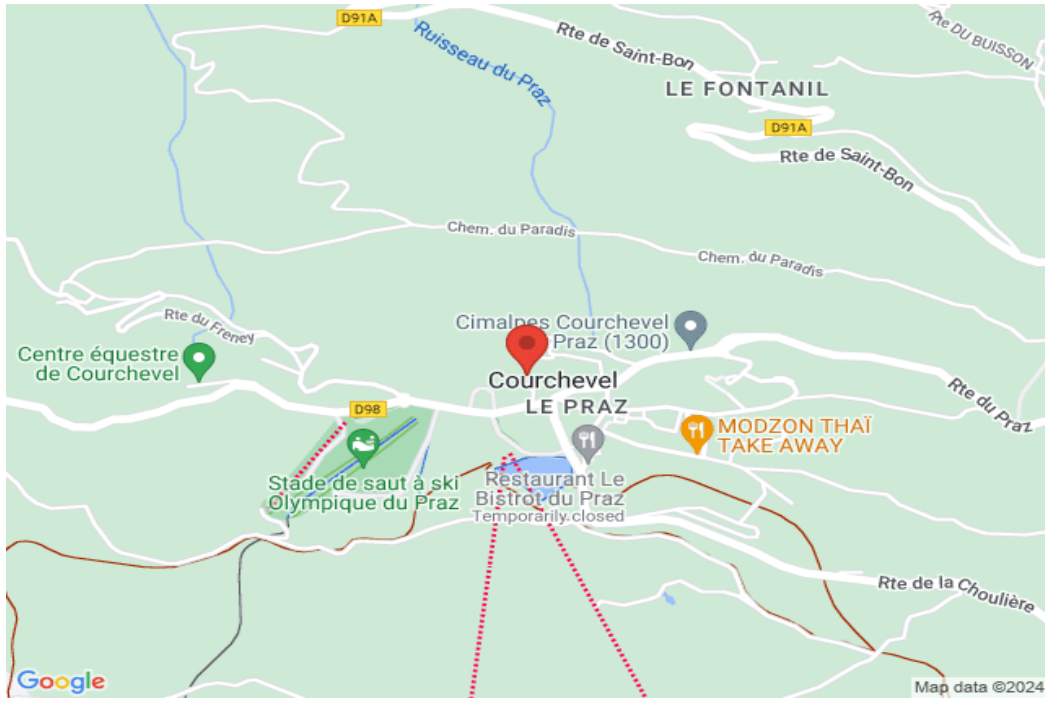 D91A
Ruisseau du Praz
Rte de Saint-Bon
Rte DU BUISSON
LE FONTANIL
D91A
Rte de Saint-Bon
Chem. du Paradis
Chem. du Paradis
Rte du Freney
Cimalpes Courchevel
Praz (1300)
Centre équestre
de Courchevel
Courchevel
LE PRAZ
D98
Rte du Praz
MODZON THAÏ
TAKE AWAY
Stade de saut à ski
Olympique du Praz
Restaurant Le
Bistrot du Praz
Temporarily closed
Rte de la Choulière
Google
Map data ©2024